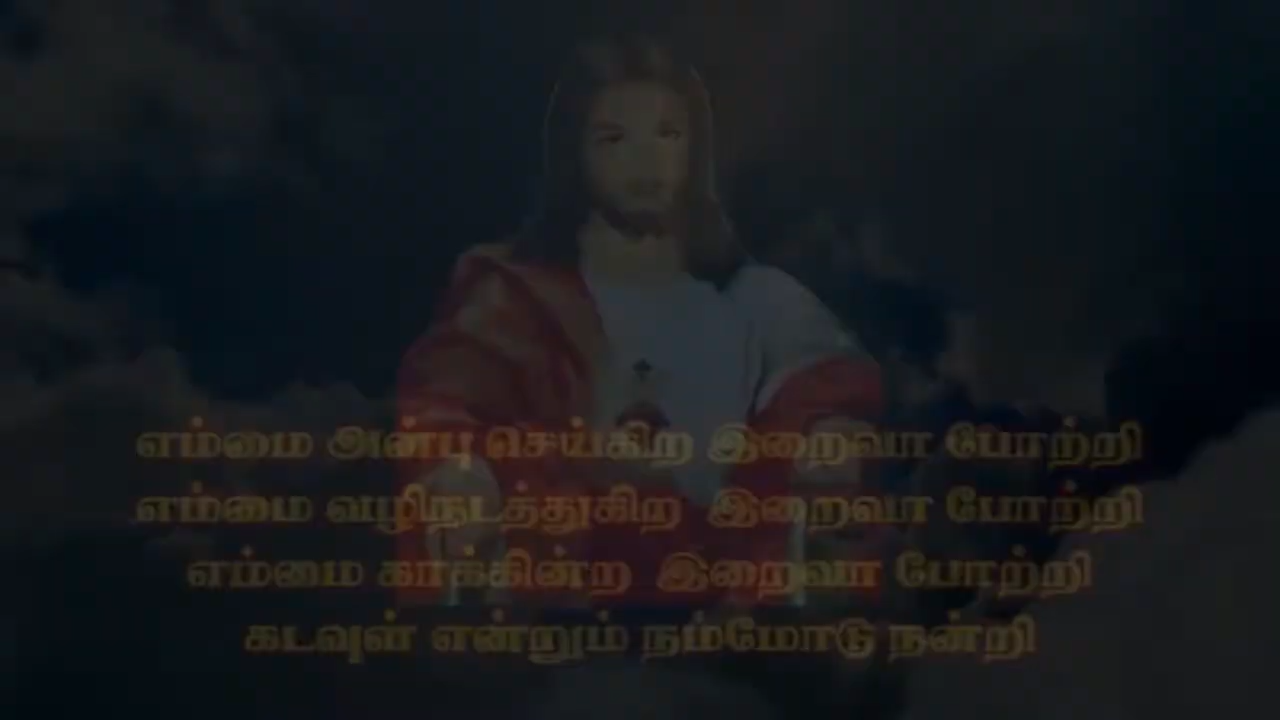 எம்மை அன்பு செய்கிற இறைவா போற்றி
எம்மை வழிநடத்துகிற இறைவா போற்றி
எம்மை காக்கின்ற இறைவா போற்றி
கடவுள் என்றும் நம்மோடு நன்றி